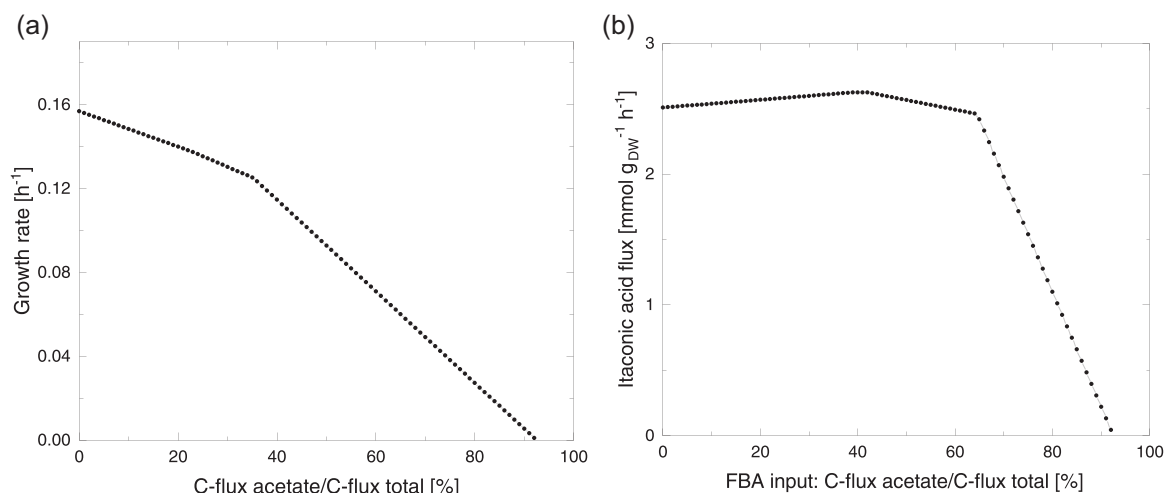 (a)
Growth rate [h⁻¹]
0.16
0.12
0.08
0.04
0.00
0 20 40 60 80 100
C-flux acetate/C-flux total [%]
(b)
Itaconic acid flux [mmol g_DW⁻¹ h⁻¹]
3
2
1
0
0 20 40 60 80 100
FBA input: C-flux acetate/C-flux total [%]